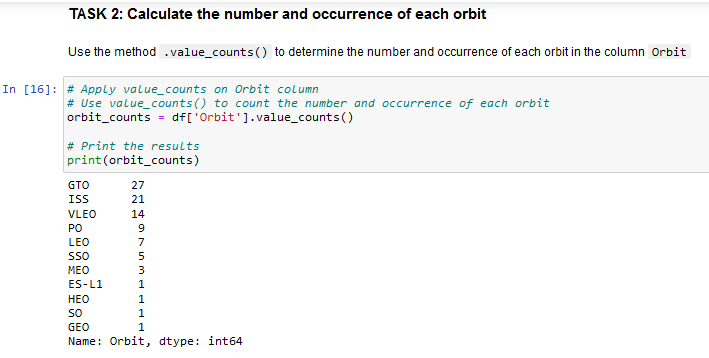 TASK 2: Calculate the number and occurrence of each orbit
Use the method .value_counts() to determine the number and occurrence of each orbit in the column Orbit
In [16]: # Apply value_counts on Orbit column
# Use value_counts() to count the number and occurrence of each orbit
orbit_counts = df['Orbit'].value_counts()
# Print the results
print(orbit_counts)
GTO 27
ISS 21
VLEO 14
PO 9
LEO 7
SSO 5
MEO 3
ES-L1 1
HEO 1
SO 1
GEO 1
Name: Orbit, dtype: int64